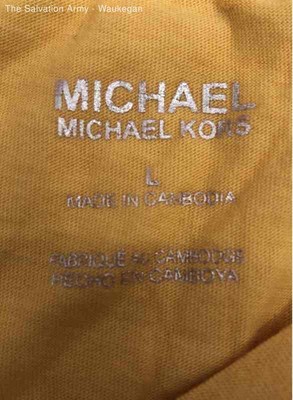 The Salvation Army - Waukegan
MICHAEL
MICHAEL KORS
L
MADE IN CAMBODIA
FABRIQUÉ AU CAMBODGE
HECHO EN CAMBOYA